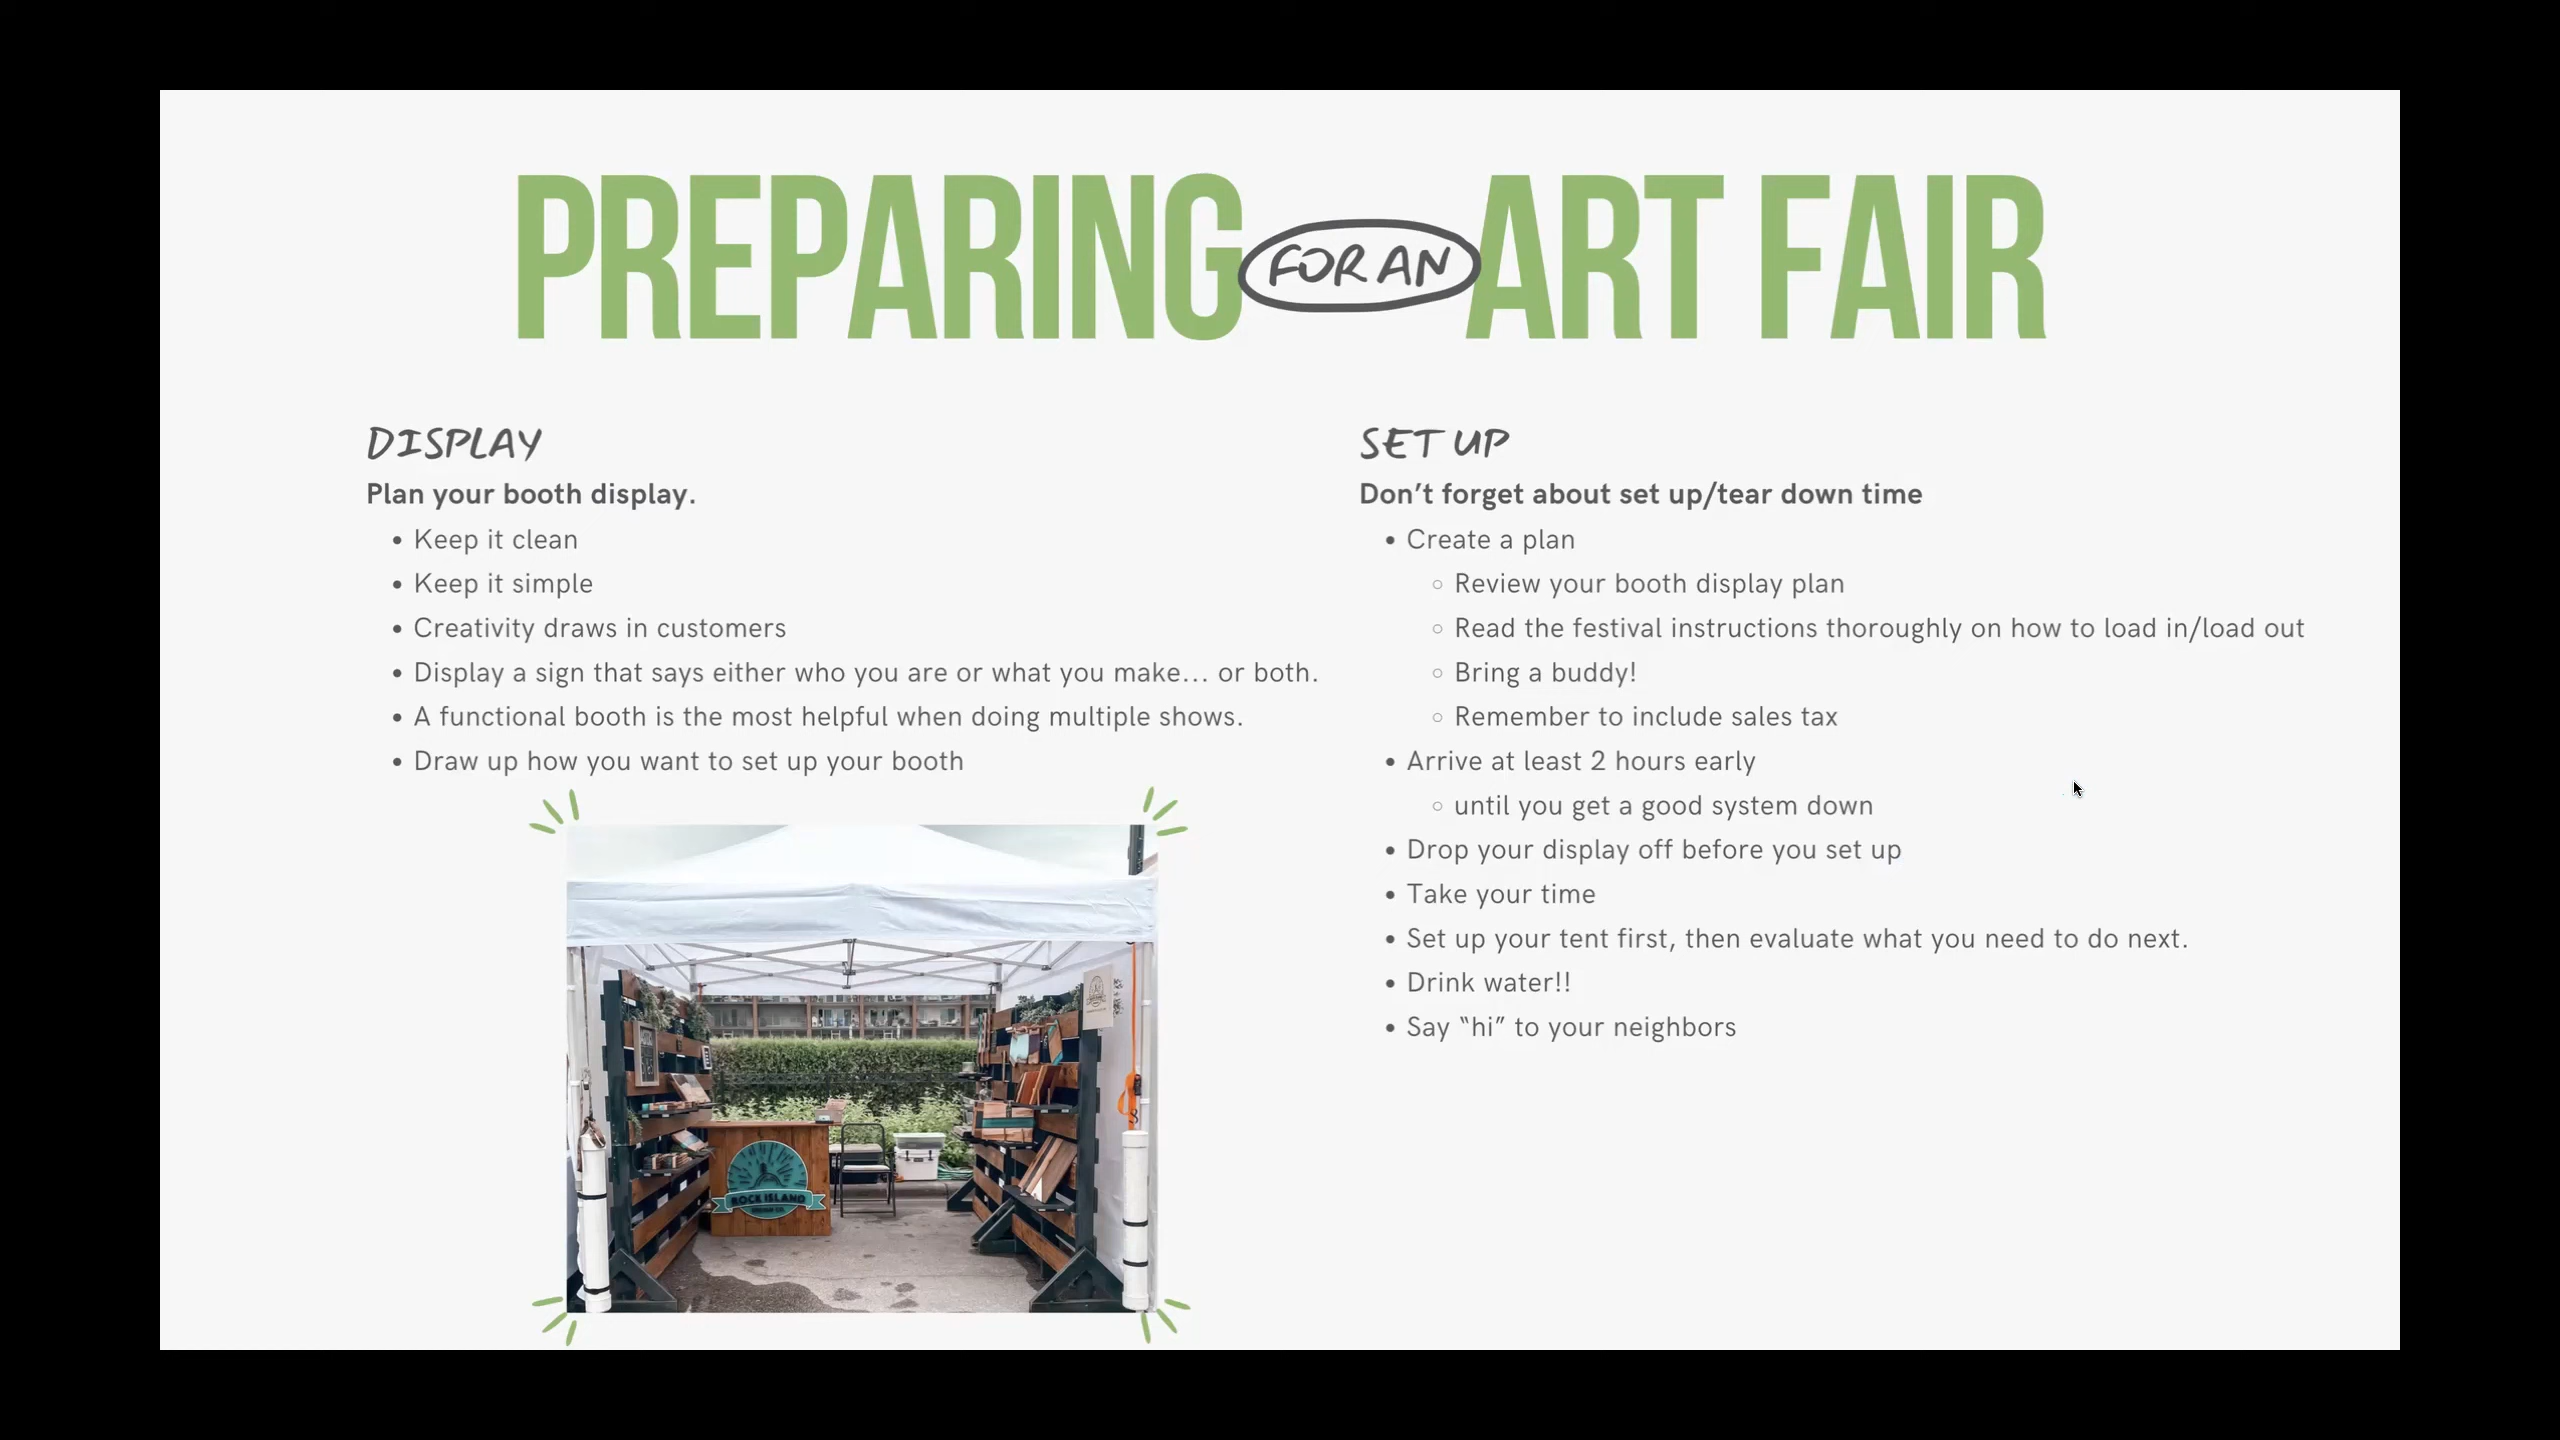 PREPARING FOR AN ART FAIR
DISPLAY
Plan your booth display.
• Keep it clean
• Keep it simple
• Creativity draws in customers
• Display a sign that says either who you are or what you make... or both.
• A functional booth is the most helpful when doing multiple shows.
• Draw up how you want to set up your booth
ROCK ISLAND
SET UP
Don’t forget about set up/tear down time
• Create a plan
○ Review your booth display plan
○ Read the festival instructions thoroughly on how to load in/load out
○ Bring a buddy!
○ Remember to include sales tax
• Arrive at least 2 hours early
○ until you get a good system down
• Drop your display off before you set up
• Take your time
• Set up your tent first, then evaluate what you need to do next.
• Drink water!!
• Say “hi” to your neighbors